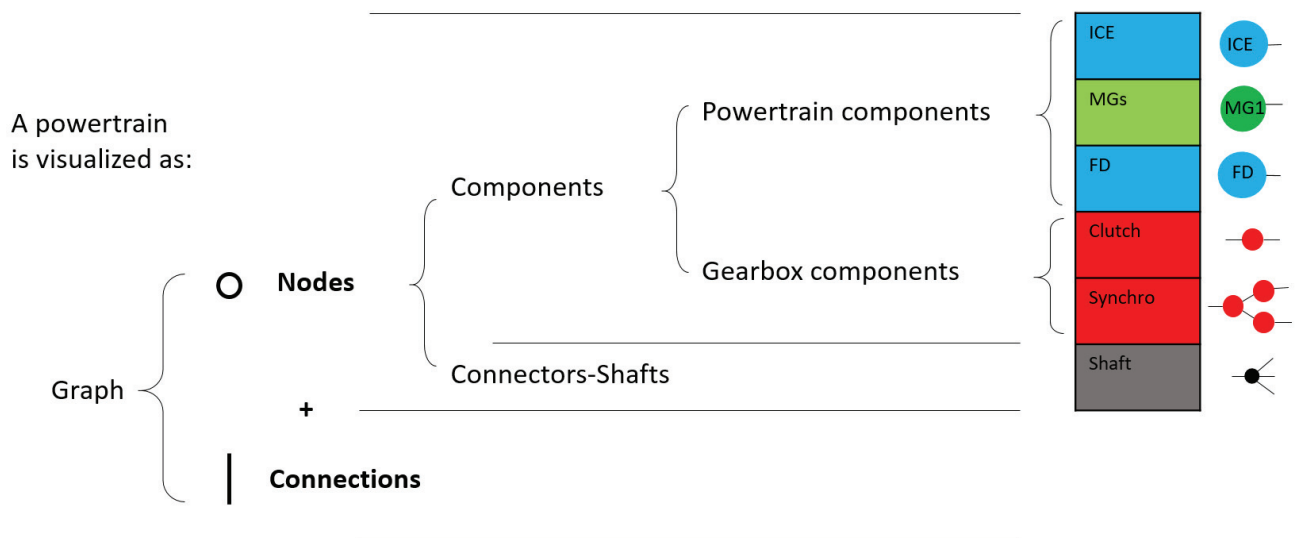 A powertrain
is visualized as:
Graph
Nodes
+
Connections
Components
Connectors-Shafts
Powertrain components
Gearbox components
ICE
MGs
FD
Clutch
Synchro
Shaft
ICE
MG1
FD